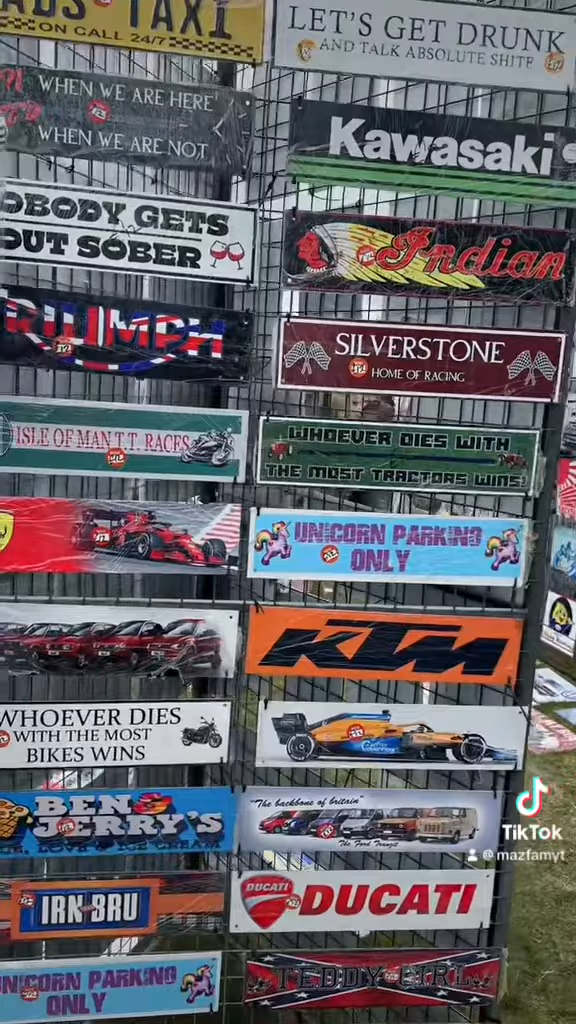 TAXI
ON CALL 24/7
LET'S GET DRUNK
AND TALK ABSOLUTE SHITE
WHEN WE ARE HERE
WHEN WE ARE NOT
Kawasaki
OBODY GETS
OUT SOBER
Indian
RIUMPH
SILVERSTONE
HOME OF RACING
ISLE OF MAN T.T. RACES
WHOEVER DIES WITH
THE MOST TRACTORS WINS
UNICORN PARKING
ONLY
KTM
WHOEVER DIES
WITH THE MOST
BIKES WINS
BEN
JERRY'S
"The backbone of britain"
The Ford Transit
IRN-BRU
DUCATI
DUCATI
UNICORN PARKING
ONLY
TEDDY GIRL
TikTok
@mazfamyt